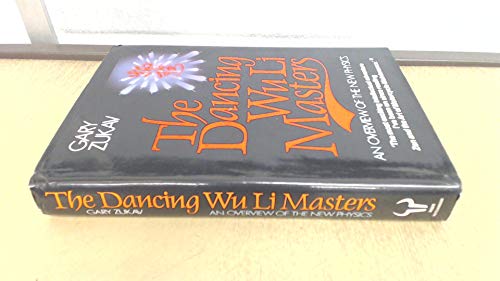 GARY
ZUKAV
The
Dancing
Wu Li
Masters
AN OVERVIEW OF THE NEW PHYSICS
The Dancing Wu Li Masters
GARY ZUKAV
AN OVERVIEW OF THE NEW PHYSICS